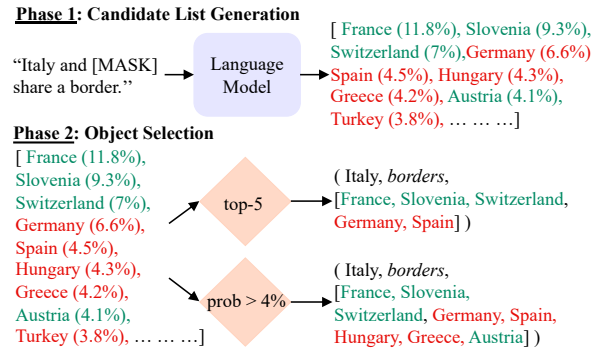 Phase 1: Candidate List Generation
“Italy and [MASK]
share a border.’’
Language
Model
[ France (11.8%), Slovenia (9.3%),
Switzerland (7%),Germany (6.6%)
Spain (4.5%), Hungary (4.3%),
Greece (4.2%), Austria (4.1%),
Turkey (3.8%), … … …]
Phase 2: Object Selection
[ France (11.8%),
Slovenia (9.3%),
Switzerland (7%),
Germany (6.6%),
Spain (4.5%),
Hungary (4.3%),
Greece (4.2%),
Austria (4.1%),
Turkey (3.8%), … … …]
top-5
( Italy, borders,
[France, Slovenia, Switzerland,
Germany, Spain] )
prob > 4%
( Italy, borders,
[France, Slovenia,
Switzerland, Germany, Spain,
Hungary, Greece, Austria] )